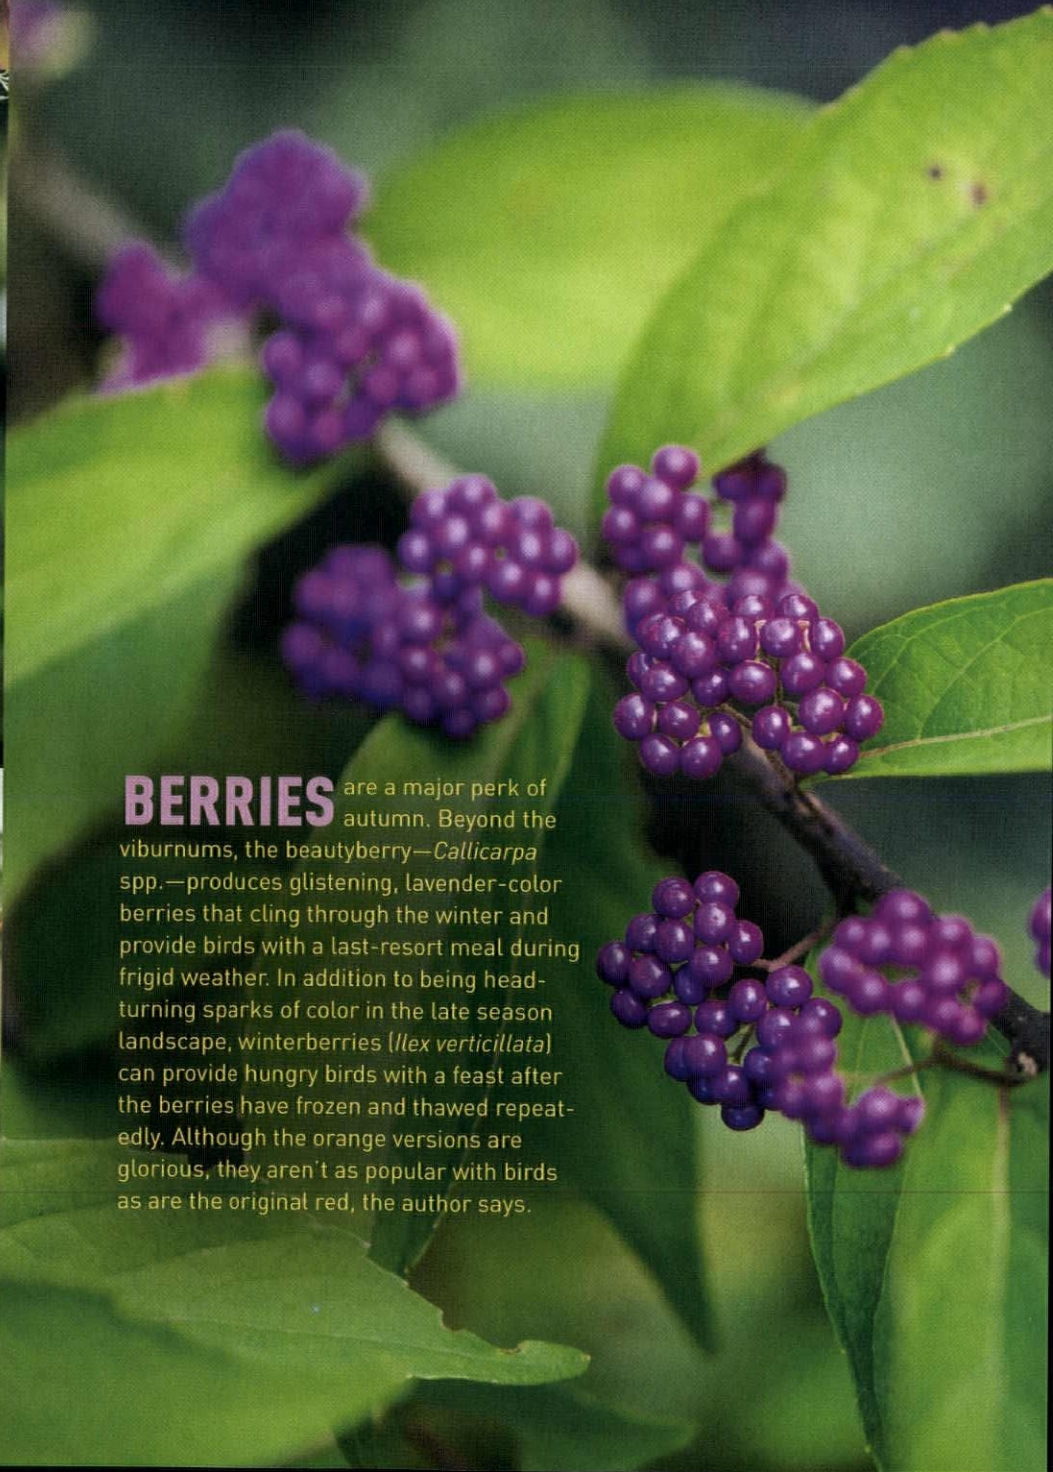 BERRIES are a major perk of
autumn. Beyond the
viburnums, the beautyberry—Callicarpa
spp.—produces glistening, lavender-color
berries that cling through the winter and
provide birds with a last-resort meal during
frigid weather. In addition to being head-
turning sparks of color in the late season
landscape, winterberries (Ilex verticillata)
can provide hungry birds with a feast after
the berries have frozen and thawed repeat-
edly. Although the orange versions are
glorious, they aren't as popular with birds
as are the original red, the author says.